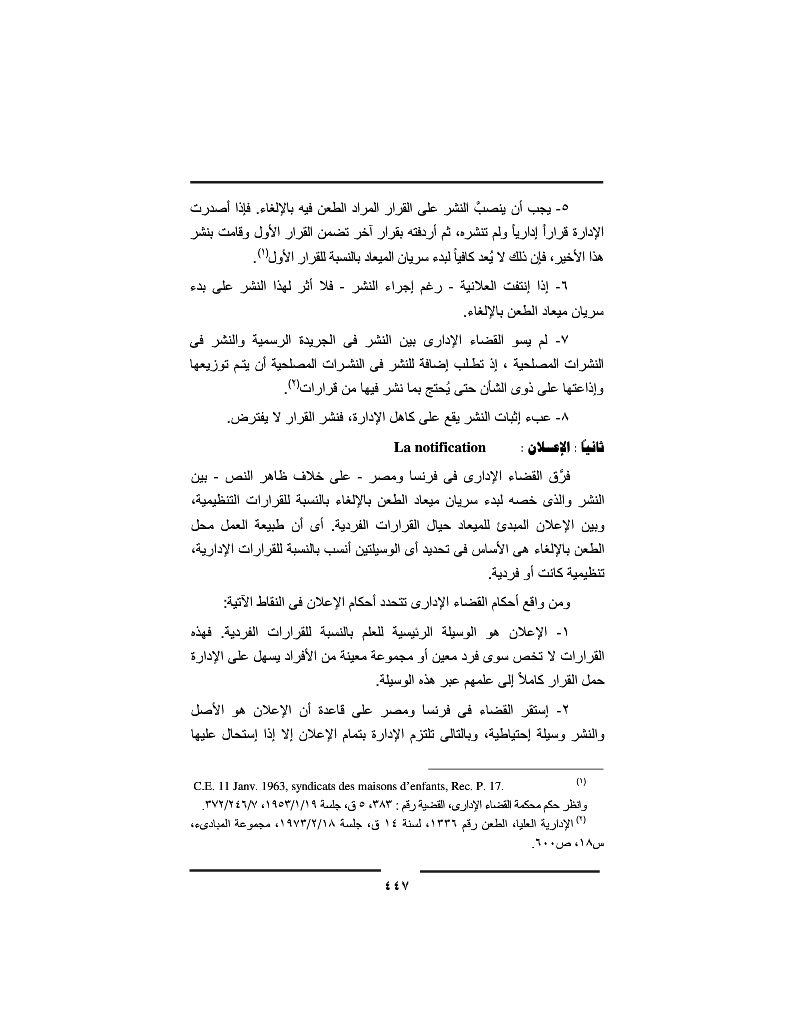 ٥- يجب أن ينصبَّ النشر على القرار المراد الطعن فيه بالإلغاء. فإذا أصدرت
الإدارة قراراً إدارياً ولم تنشره، ثم أردفته بقرار آخر تضمن القرار الأول وقامت بنشر
هذا الأخير، فإن ذلك لا يُعد كافياً لبدء سريان الميعاد بالنسبة للقرار الأول(١).
٦- إذا إنتفت العلانية - رغم إجراء النشر - فلا أثر لهذا النشر على بدء
سريان ميعاد الطعن بالإلغاء.
٧- لم يسو القضاء الإدارى بين النشر فى الجريدة الرسمية والنشر فى
النشرات المصلحية ، إذ تطلب إضافة للنشر فى النشرات المصلحية أن يتم توزيعها
وإذاعتها على ذوى الشأن حتى يُحتج بما نشر فيها من قرارات(٢).
٨- عبء إثبات النشر يقع على كاهل الإدارة، فنشر القرار لا يفترض.
ثانياً : الإعـــلان : La notification
فرَّق القضاء الإدارى فى فرنسا ومصر - على خلاف ظاهر النص - بين
النشر والذى خصه لبدء سريان ميعاد الطعن بالإلغاء بالنسبة للقرارات التنظيمية،
وبين الإعلان المبدئ للميعاد حيال القرارات الفردية. أى أن طبيعة العمل محل
الطعن بالإلغاء هى الأساس فى تحديد أى الوسيلتين أنسب بالنسبة للقرارات الإدارية،
تنظيمية كانت أو فردية.
ومن واقع أحكام القضاء الإدارى تتحدد أحكام الإعلان فى النقاط الآتية:
١- الإعلان هو الوسيلة الرئيسية للعلم بالنسبة للقرارات الفردية. فهذه
القرارات لا تخص سوى فرد معين أو مجموعة معينة من الأفراد يسهل على الإدارة
حمل القرار كاملاً إلى علمهم عبر هذه الوسيلة.
٢- إستقر القضاء فى فرنسا ومصر على قاعدة أن الإعلان هو الأصل
والنشر وسيلة إحتياطية، وبالتالى تلتزم الإدارة بتمام الإعلان إلا إذا إستحال عليها
(١) C.E. 11 Janv. 1963, syndicats des maisons d'enfants, Rec. P. 17.
وانظر حكم محكمة القضاء الإدارى، القضية رقم : ٣٨٣، ٥ ق، جلسة ١٩٥٣/١/١٩، ٣٧٢/٢٤٦/٧.
(٢) الإدارية العليا، الطعن رقم ١٣٣٦، لسنة ١٤ ق، جلسة ١٩٧٣/٢/١٨، مجموعة المبادىء،
س١٨، ص٦٠٠.
٤٤٧